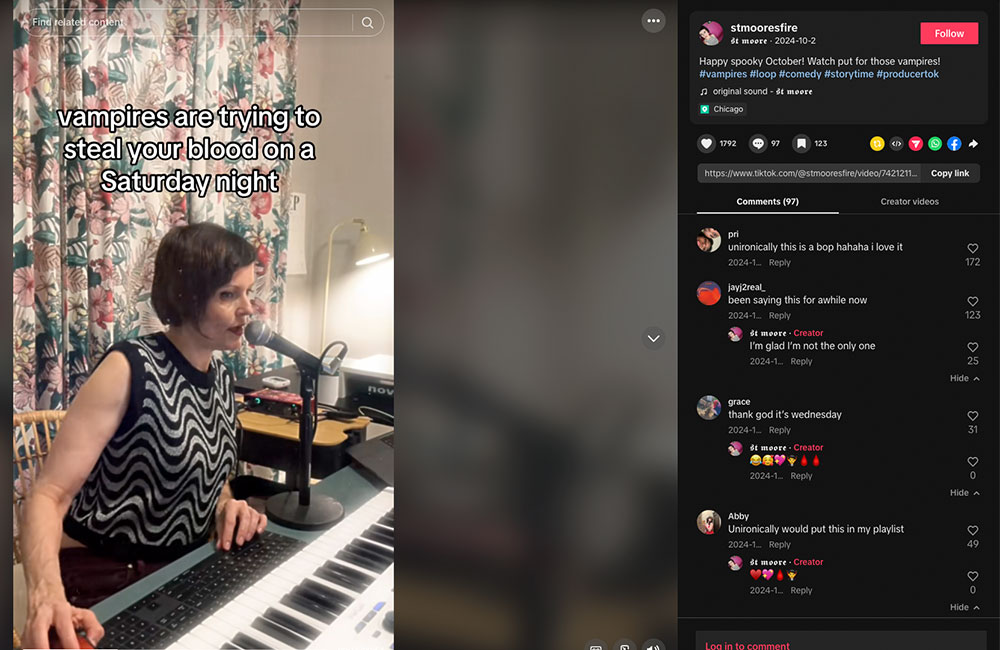 Find related content
vampires are trying to
steal your blood on a
Saturday night
P
nov
stmooresfire
𝖘𝖙 𝖒𝖔𝖔𝖗𝖊 · 2024-10-2
Follow
Happy spooky October! Watch put for those vampires!
#vampires #loop #comedy #storytime #producertok
original sound - 𝖘𝖙 𝖒𝖔𝖔𝖗𝖊
Chicago
1792
97
123
https://www.tiktok.com/@stmooresfire/video/7421211...
Copy link
Comments (97)
Creator videos
pri
unironically this is a bop hahaha i love it
2024-1... Reply
172
jayj2real_
been saying this for awhile now
2024-1... Reply
123
𝖘𝖙 𝖒𝖔𝖔𝖗𝖊 · Creator
I'm glad I'm not the only one
2024-1... Reply
25
Hide
grace
thank god it's wednesday
2024-1... Reply
31
𝖘𝖙 𝖒𝖔𝖔𝖗𝖊 · Creator
2024-1... Reply
0
Hide
Abby
Unironically would put this in my playlist
2024-1... Reply
49
𝖘𝖙 𝖒𝖔𝖔𝖗𝖊 · Creator
2024-1... Reply
0
Hide
Log in to comment